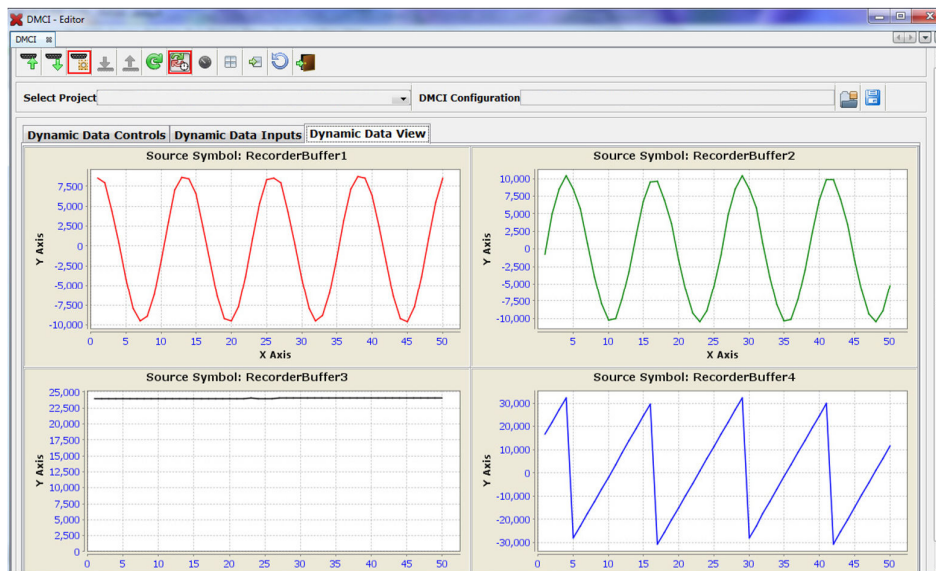 DMCI - Editor
DMCI
Select Project
DMCI Configuration
Dynamic Data Controls Dynamic Data Inputs Dynamic Data View
Source Symbol: RecorderBuffer1
7,500
5,000
2,500
0
-2,500
-5,000
-7,500
-10,000
Y Axis
0 5 10 15 20 25 30 35 40 45 50
X Axis
Source Symbol: RecorderBuffer2
10,000
7,500
5,000
2,500
0
-2,500
-5,000
-7,500
-10,000
Y Axis
5 10 15 20 25 30 35 40 45 50
X Axis
Source Symbol: RecorderBuffer3
25,000
22,500
20,000
17,500
15,000
12,500
10,000
7,500
5,000
2,500
0
Y Axis
0 5 10 15 20 25 30 35 40 45 50
Source Symbol: RecorderBuffer4
30,000
20,000
10,000
0
-10,000
-20,000
-30,000
Y Axis
0 5 10 15 20 25 30 35 40 45 50